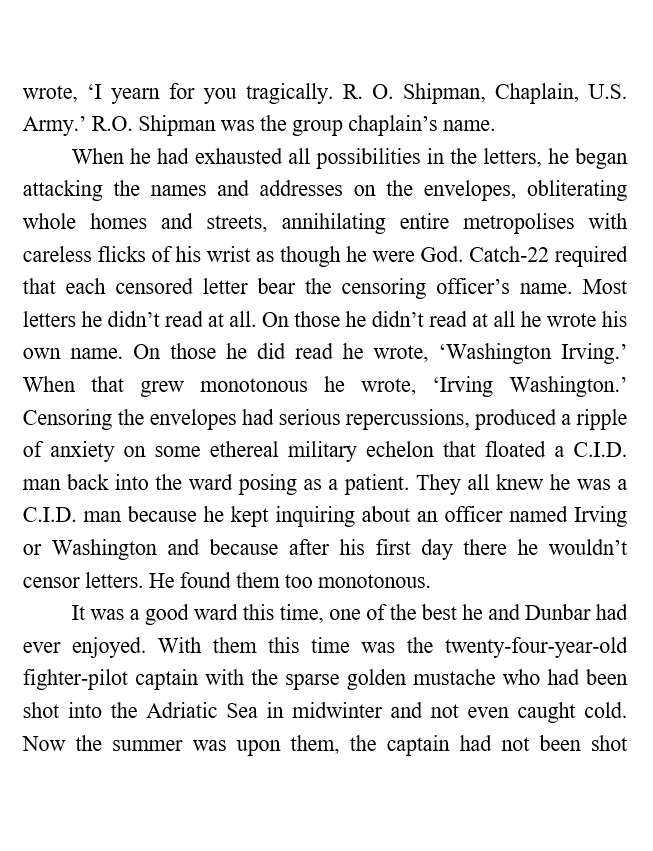 wrote, ‘I yearn for you tragically. R. O. Shipman, Chaplain, U.S.
Army.’ R.O. Shipman was the group chaplain’s name.
When he had exhausted all possibilities in the letters, he began
attacking the names and addresses on the envelopes, obliterating
whole homes and streets, annihilating entire metropolises with
careless flicks of his wrist as though he were God. Catch-22 required
that each censored letter bear the censoring officer’s name. Most
letters he didn’t read at all. On those he didn’t read at all he wrote his
own name. On those he did read he wrote, ‘Washington Irving.’
When that grew monotonous he wrote, ‘Irving Washington.’
Censoring the envelopes had serious repercussions, produced a ripple
of anxiety on some ethereal military echelon that floated a C.I.D.
man back into the ward posing as a patient. They all knew he was a
C.I.D. man because he kept inquiring about an officer named Irving
or Washington and because after his first day there he wouldn’t
censor letters. He found them too monotonous.
It was a good ward this time, one of the best he and Dunbar had
ever enjoyed. With them this time was the twenty-four-year-old
fighter-pilot captain with the sparse golden mustache who had been
shot into the Adriatic Sea in midwinter and not even caught cold.
Now the summer was upon them, the captain had not been shot